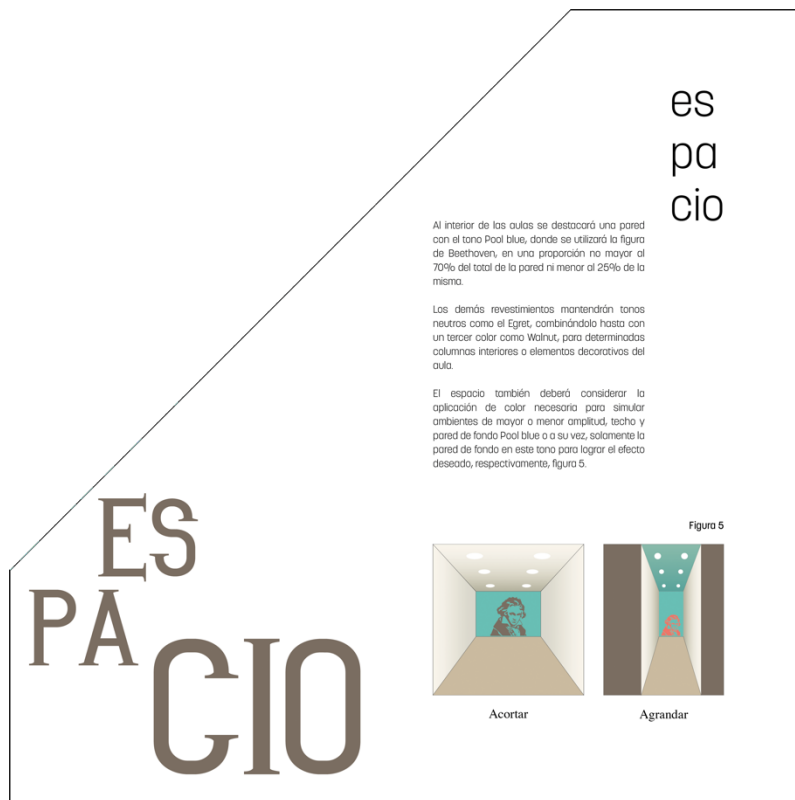 es
pa
cio
Al interior de las aulas se destacará una pared
con el tono Pool blue, donde se utilizará la figura
de Beethoven, en una proporción no mayor al
70% del total de la pared ni menor al 25% de la
misma.
Los demás revestimientos mantendrán tonos
neutros como el Egret, combinándolo hasta con
un tercer color como Walnut, para determinadas
columnas interiores o elementos decorativos del
aula.
El espacio también deberá considerar la
aplicación de color necesaria para simular
ambientes de mayor o menor amplitud, techo y
pared de fondo Pool blue o a su vez, solamente la
pared de fondo en este tono para lograr el efecto
deseado, respectivamente, figura 5.
ES
PA
CIO
Figura 5
Acortar
Agrandar